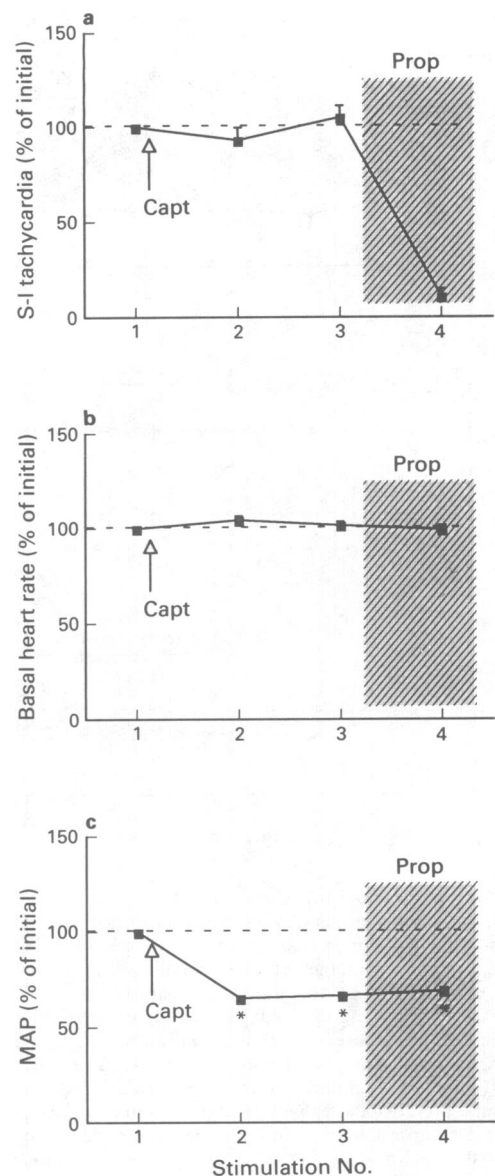 a
S-I tachycardia (% of initial)
150
100
50
0
Prop
Capt
1 2 3 4
b
Basal heart rate (% of initial)
150
100
50
0
Prop
Capt
1 2 3 4
c
MAP (% of initial)
150
100
50
0
Prop
Capt
* * *
1 2 3 4
Stimulation No.